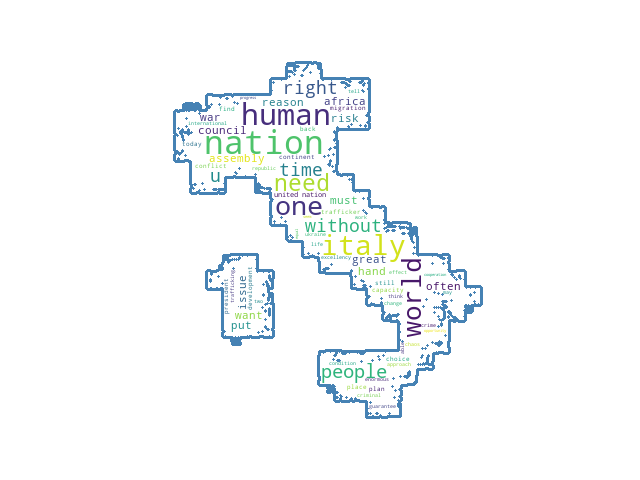 progress
tell
right
reason
africa
find
human
migration
war
risk
international
council
back
today
nation
assembly
continent
conflict
time
republic
u
need
united nation
one
must
trafficker
without
work
ukraine
italy
life
excellency
great
hand
effect
still
capacity
think
change
world
cooperation
often
day
crime
president
trafficking
issue
development
two
want
put
people
choice
condition
approach
enormous
place
plan
criminal
guarantee